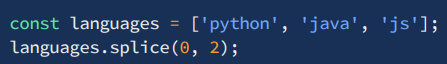 const languages = ['python', 'java', 'js'];
languages.splice(0, 2);